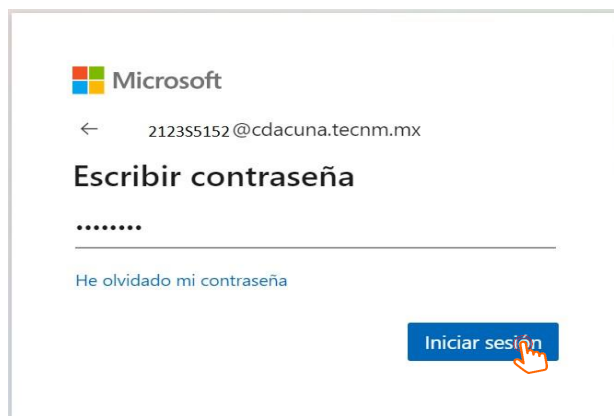 Microsoft
← 2123S5152@cdacuna.tecnm.mx
Escribir contraseña
••••••••
He olvidado mi contraseña
Iniciar sesión